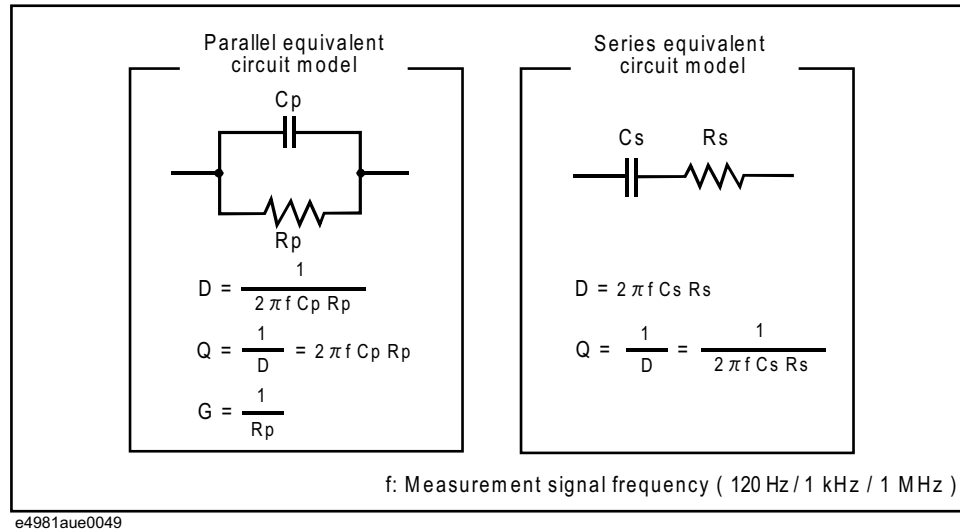 Parallel equivalent
circuit model
Cp
Rp
D = 1 / 2 π f Cp Rp
Q = 1 / D = 2 π f Cp Rp
G = 1 / Rp
Series equivalent
circuit model
Cs Rs
D = 2 π f Cs Rs
Q = 1 / D = 1 / 2 π f Cs Rs
f: Measurement signal frequency ( 120 Hz / 1 kHz / 1 MHz )
e4981aue0049